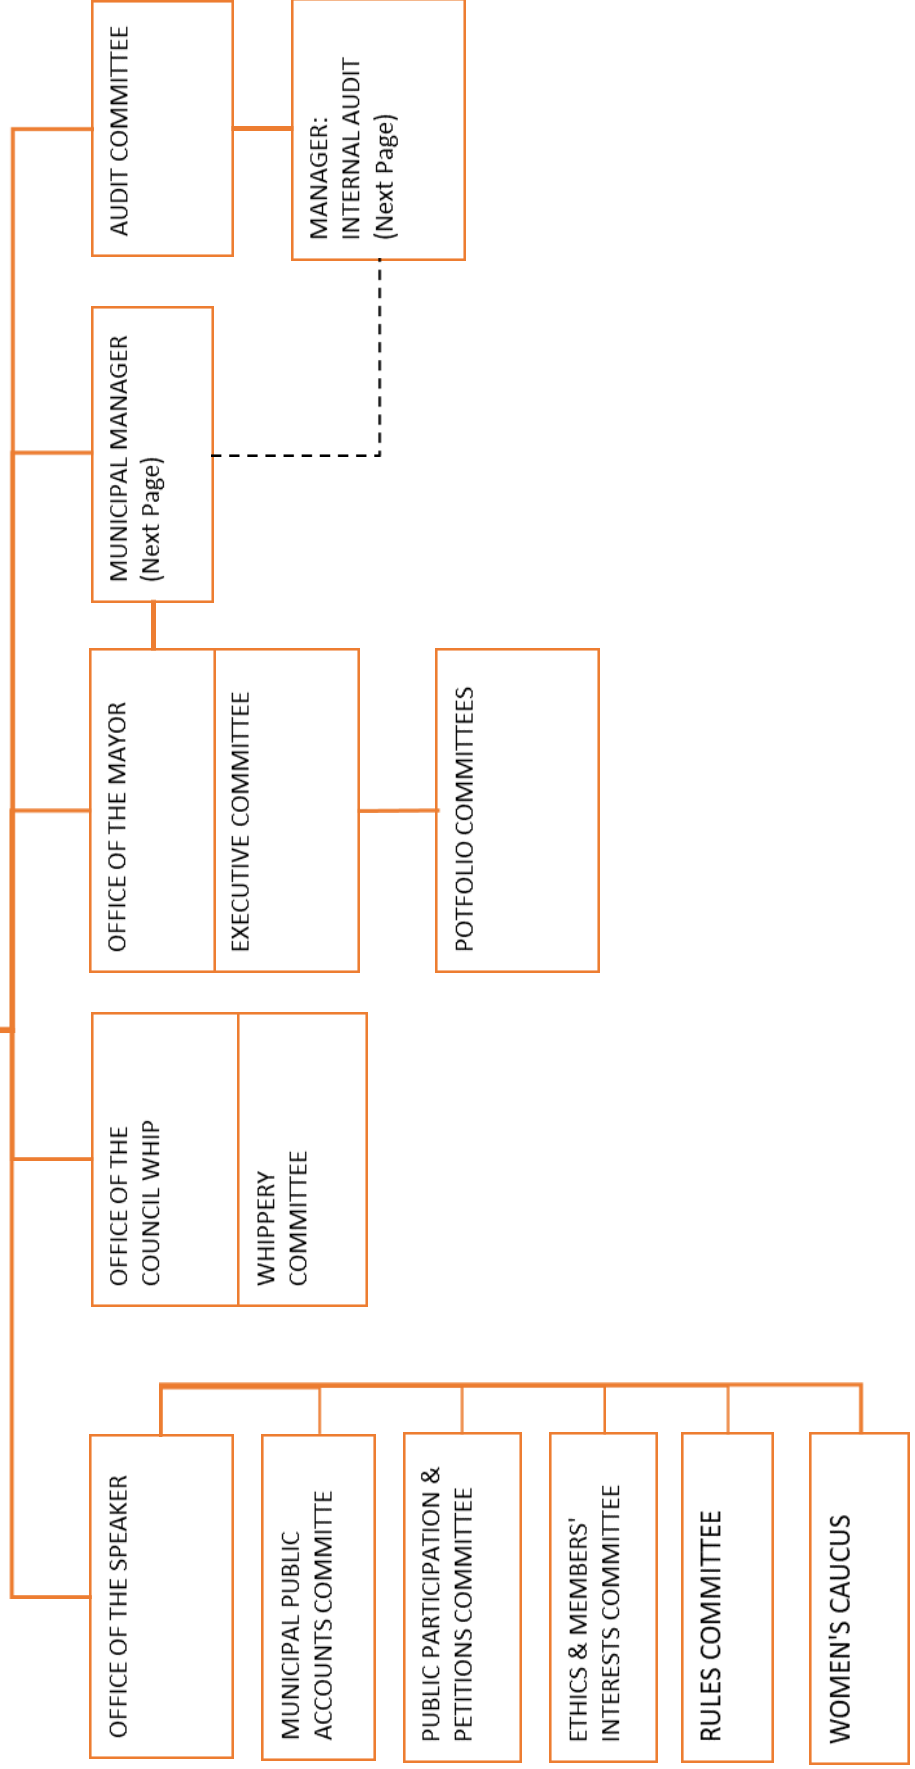 OFFICE OF THE SPEAKER
MUNICIPAL PUBLIC
ACCOUNTS COMMITTE
PUBLIC PARTICIPATION &
PETITIONS COMMITTEE
ETHICS & MEMBERS'
INTERESTS COMMITTEE
RULES COMMITTEE
WOMEN'S CAUCUS
OFFICE OF THE
COUNCIL WHIP
WHIPPERY
COMMITTEE
OFFICE OF THE MAYOR
EXECUTIVE COMMITTEE
POTFOLIO COMMITTEES
MUNICIPAL MANAGER
(Next Page)
AUDIT COMMITTEE
MANAGER:
INTERNAL AUDIT
(Next Page)